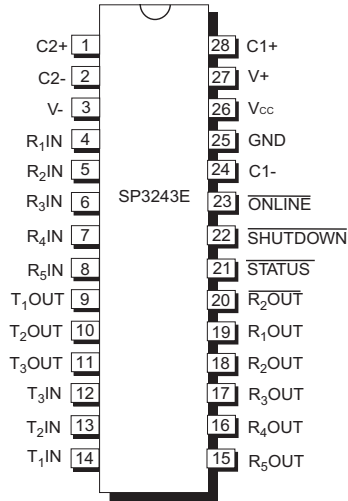 C2+ 1 28 C1+
C2- 2 27 V+
V- 3 26 Vcc
R1IN 4 25 GND
R2IN 5 24 C1-
R3IN 6 SP3243E 23 ONLINE
R4IN 7 22 SHUTDOWN
R5IN 8 21 STATUS
T1OUT 9 20 R2OUT
T2OUT 10 19 R1OUT
T3OUT 11 18 R2OUT
T3IN 12 17 R3OUT
T2IN 13 16 R4OUT
T1IN 14 15 R5OUT